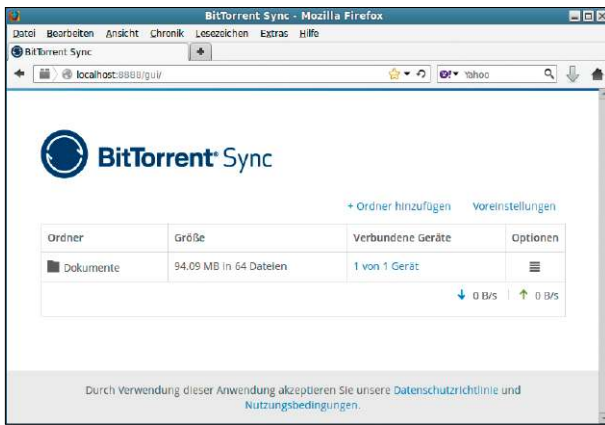 BitTorrent Sync - Mozilla Firefox
Datei Bearbeiten Ansicht Chronik Lesezeichen Extras Hilfe
BitTorrent Sync
localhost:8888/gui/ Yahoo
BitTorrent Sync
+ Ordner hinzufügen Voreinstellungen
Ordner Größe Verbundene Geräte Optionen
Dokumente 94.09 MB in 64 Dateien 1 von 1 Gerät
0 B/s 0 B/s
Durch Verwendung dieser Anwendung akzeptieren Sie unsere Datenschutzrichtlinie und
Nutzungsbedingungen.